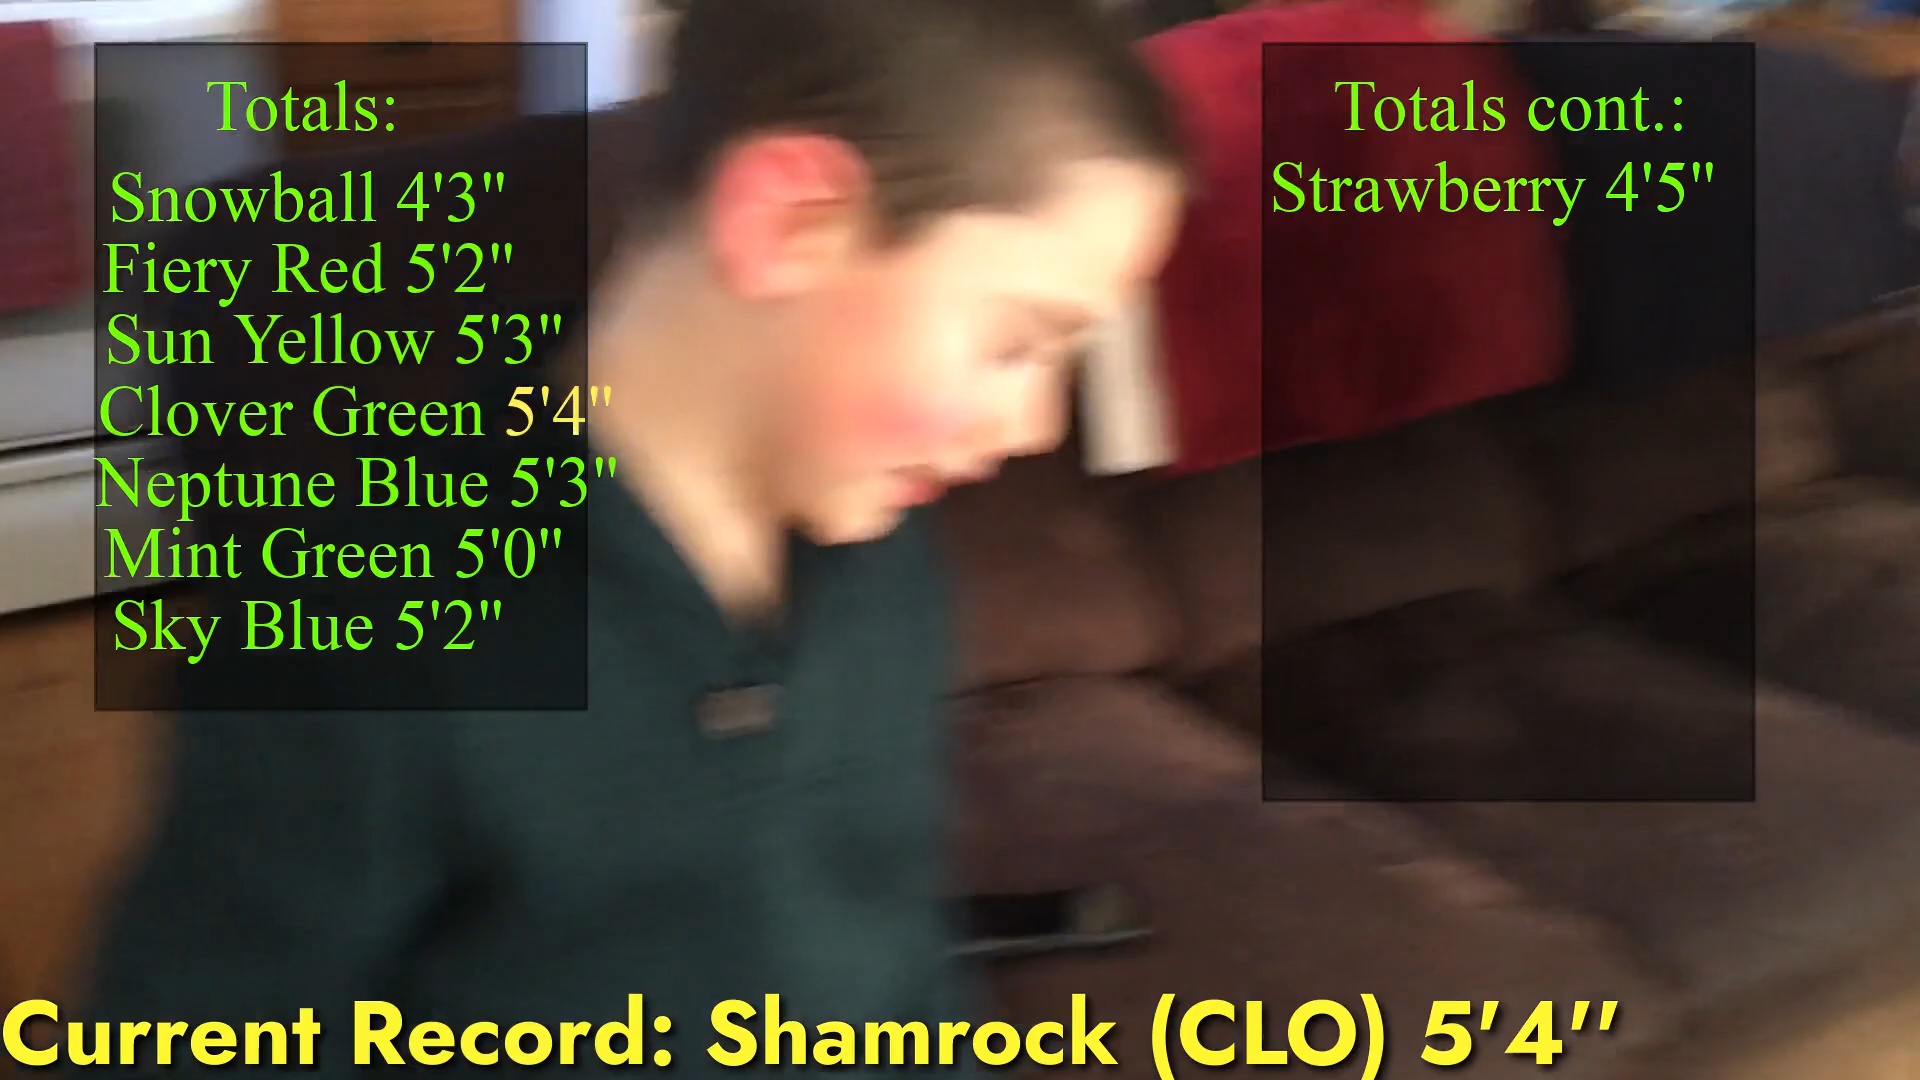 Totals:
Snowball 4'3"
Fiery Red 5'2"
Sun Yellow 5'3"
Clover Green 5'4"
Neptune Blue 5'3"
Mint Green 5'0"
Sky Blue 5'2"
Totals cont.:
Strawberry 4'5"
Current Record: Shamrock (CLO) 5'4''